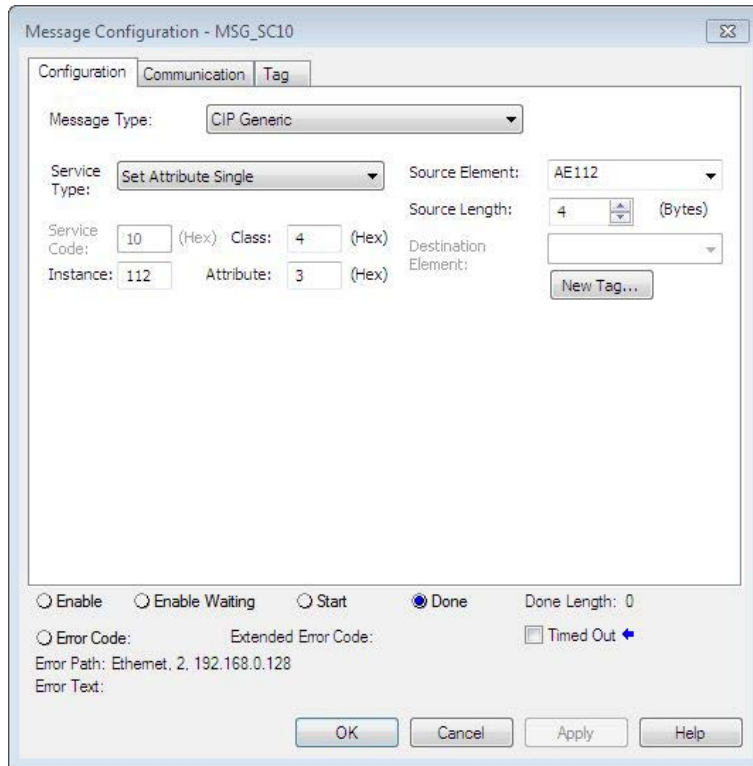 Message Configuration - MSG_SC10
Configuration Communication Tag
Message Type: CIP Generic
Service Type: Set Attribute Single
Source Element: AE112
Source Length: 4 (Bytes)
Service Code: 10 (Hex) Class: 4 (Hex)
Destination Element:
Instance: 112 Attribute: 3 (Hex)
New Tag...
Enable Enable Waiting Start Done Done Length: 0
Error Code: Extended Error Code: Timed Out
Error Path: Ethernet, 2, 192.168.0.128
Error Text:
OK Cancel Apply Help